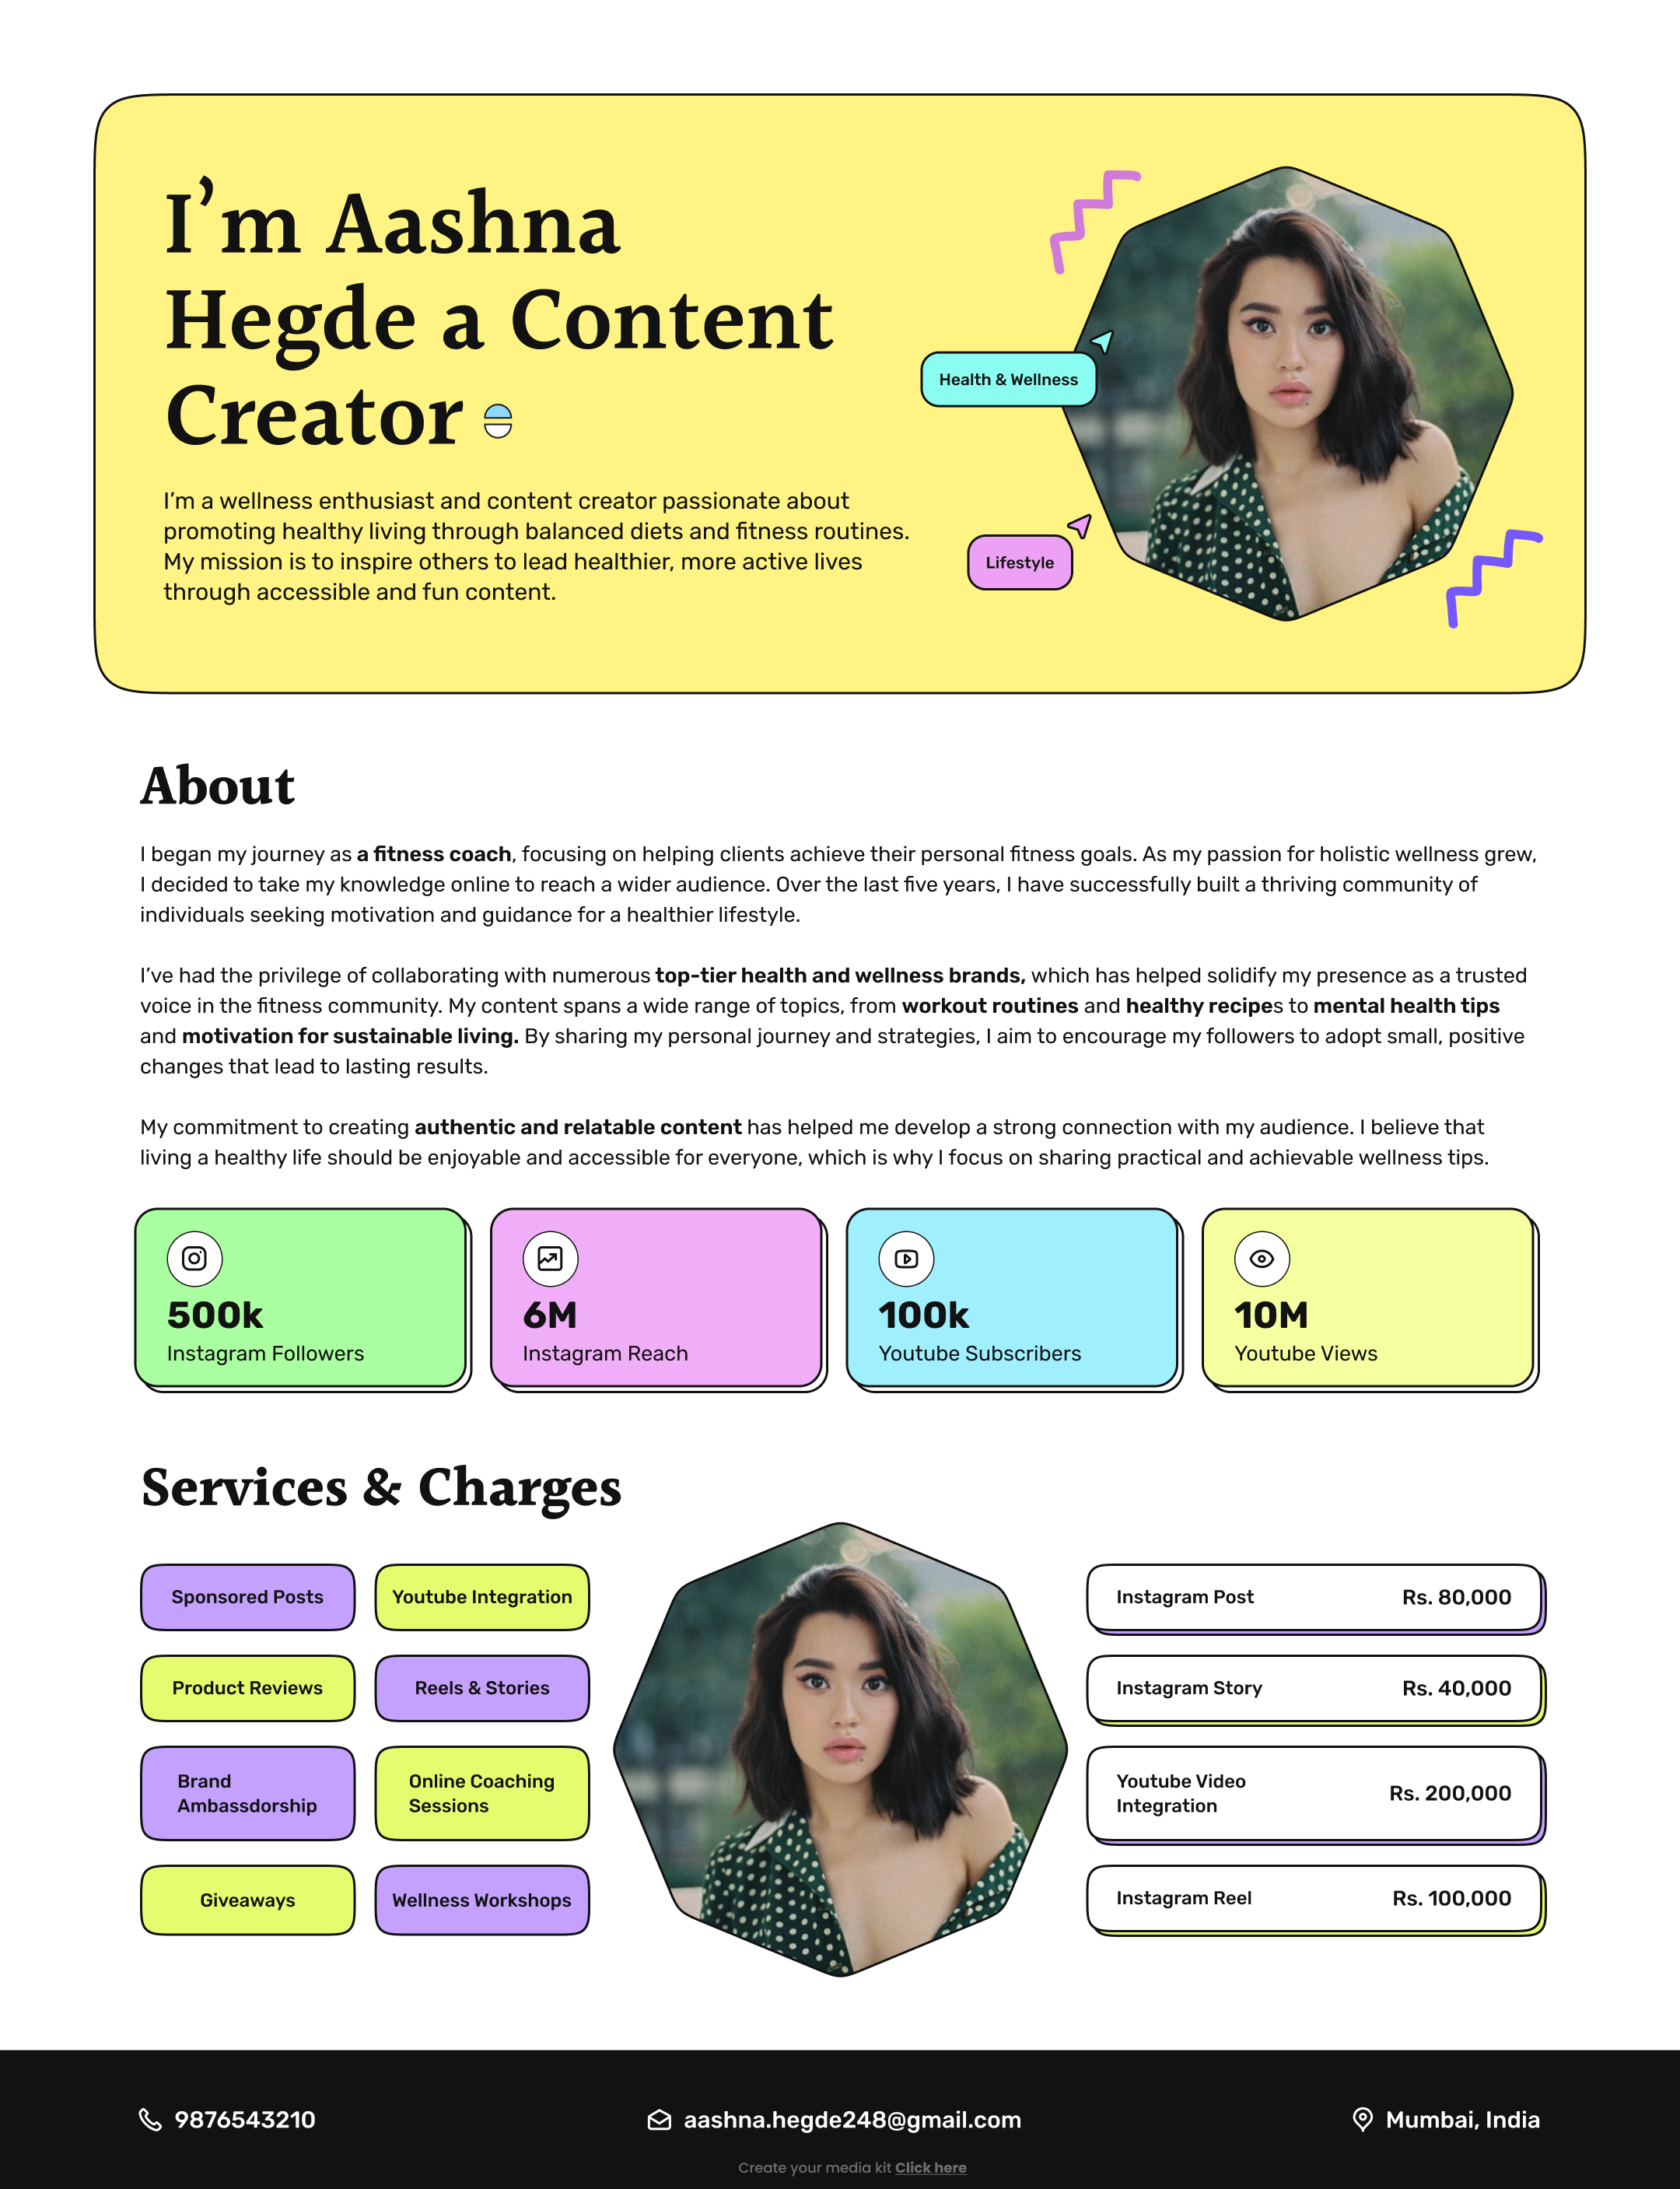 I’m Aashna
Hegde a Content
Creator
I’m a wellness enthusiast and content creator passionate about
promoting healthy living through balanced diets and fitness routines.
My mission is to inspire others to lead healthier, more active lives
through accessible and fun content.
Health & Wellness
Lifestyle
About
I began my journey as a fitness coach, focusing on helping clients achieve their personal fitness goals. As my passion for holistic wellness grew,
I decided to take my knowledge online to reach a wider audience. Over the last five years, I have successfully built a thriving community of
individuals seeking motivation and guidance for a healthier lifestyle.
I’ve had the privilege of collaborating with numerous top-tier health and wellness brands, which has helped solidify my presence as a trusted
voice in the fitness community. My content spans a wide range of topics, from workout routines and healthy recipes to mental health tips
and motivation for sustainable living. By sharing my personal journey and strategies, I aim to encourage my followers to adopt small, positive
changes that lead to lasting results.
My commitment to creating authentic and relatable content has helped me develop a strong connection with my audience. I believe that
living a healthy life should be enjoyable and accessible for everyone, which is why I focus on sharing practical and achievable wellness tips.
500k
Instagram Followers
6M
Instagram Reach
100k
Youtube Subscribers
10M
Youtube Views
Services & Charges
Sponsored Posts
Youtube Integration
Product Reviews
Reels & Stories
Brand
Ambassdorship
Online Coaching
Sessions
Giveaways
Wellness Workshops
Instagram Post Rs. 80,000
Instagram Story Rs. 40,000
Youtube Video
Integration
Rs. 200,000
Instagram Reel Rs. 100,000
9876543210
aashna.hegde248@gmail.com
Mumbai, India
Create your media kit Click here